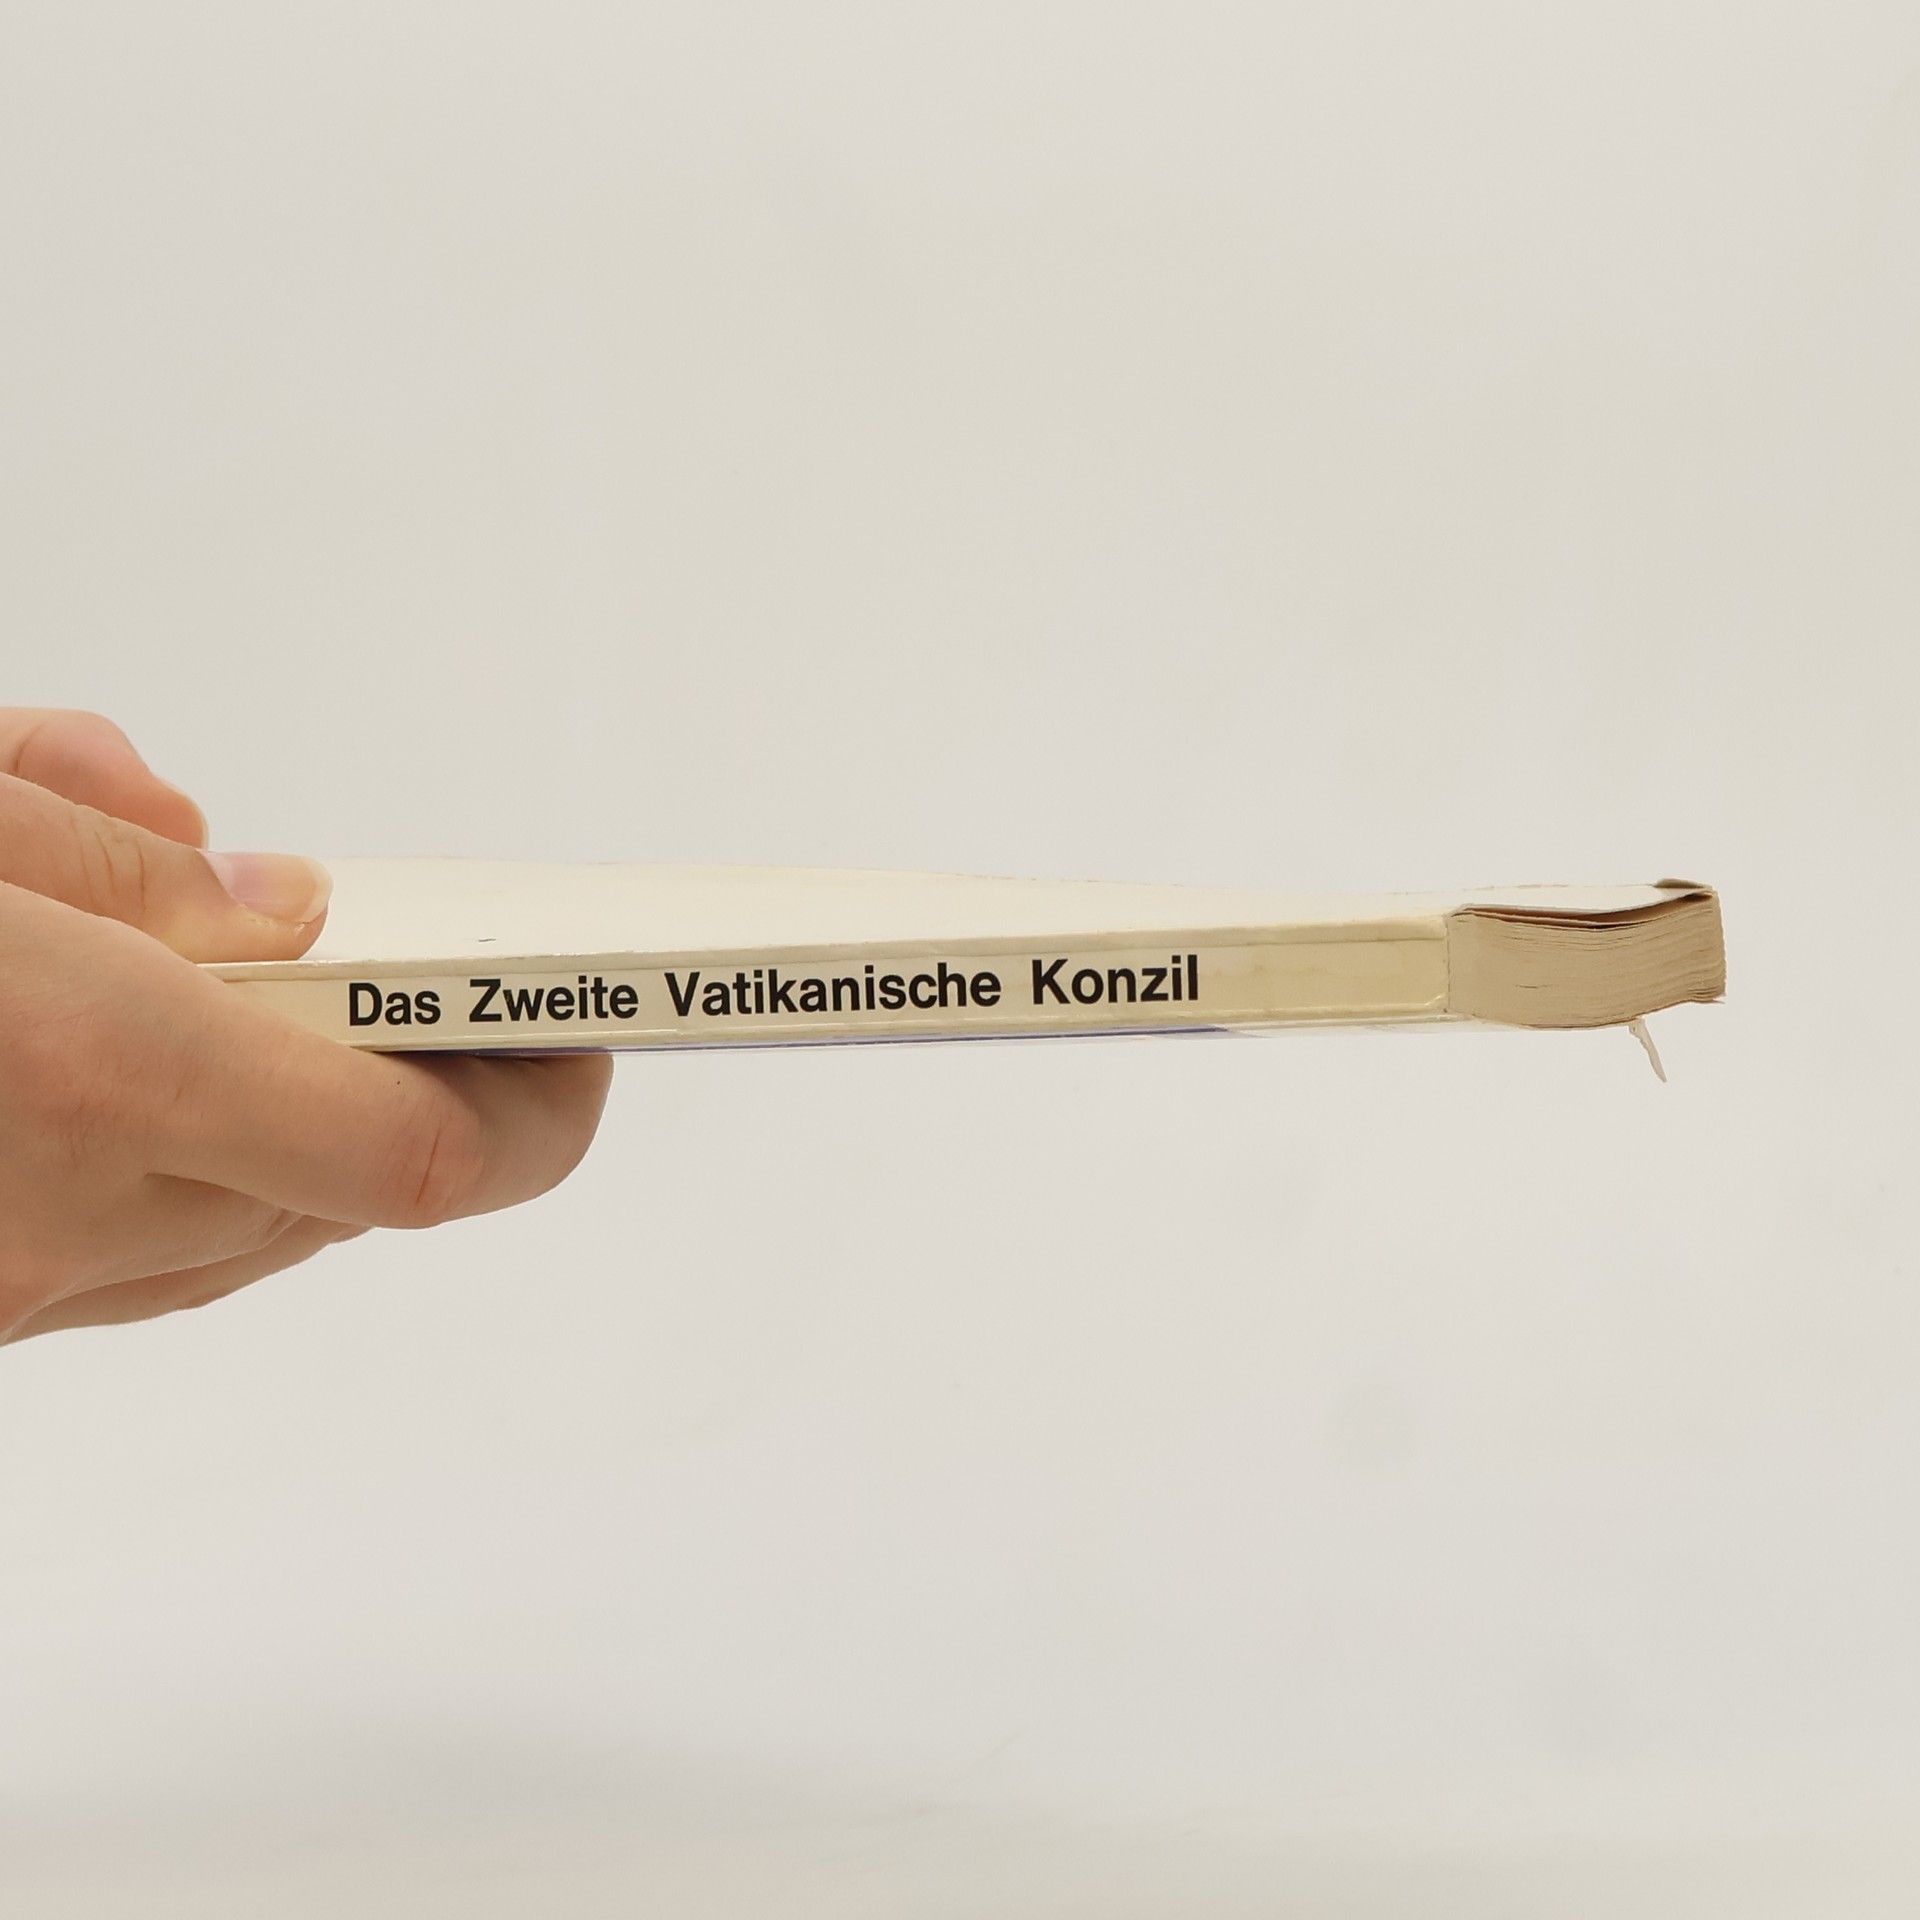 Das Zweite Vatikanische Konzil